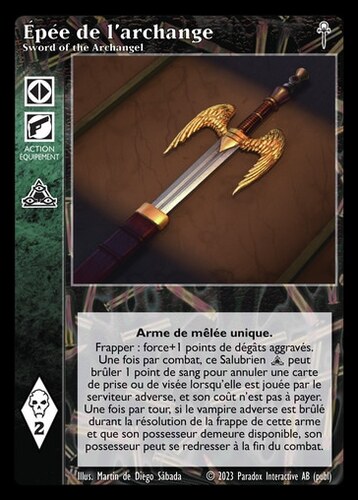 Épée de l'archange
Sword of the Archangel
ACTION
ÉQUIPEMENT
2
Arme de mêlée unique.
Frapper : force+1 points de dégâts aggravés.
Une fois par combat, ce Salubrien peut
brûler 1 point de sang pour annuler une carte
de prise ou de visée lorsqu'elle est jouée par le
serviteur adverse, et son coût n'est pas à payer.
Une fois par tour, si le vampire adverse est brûlé
durant la résolution de la frappe de cette arme
et que son possesseur demeure disponible, son
possesseur peut se redresser à la fin du combat.
Illus. Martín de Diego Sábada
© 2023 Paradox Interactive AB (publ)